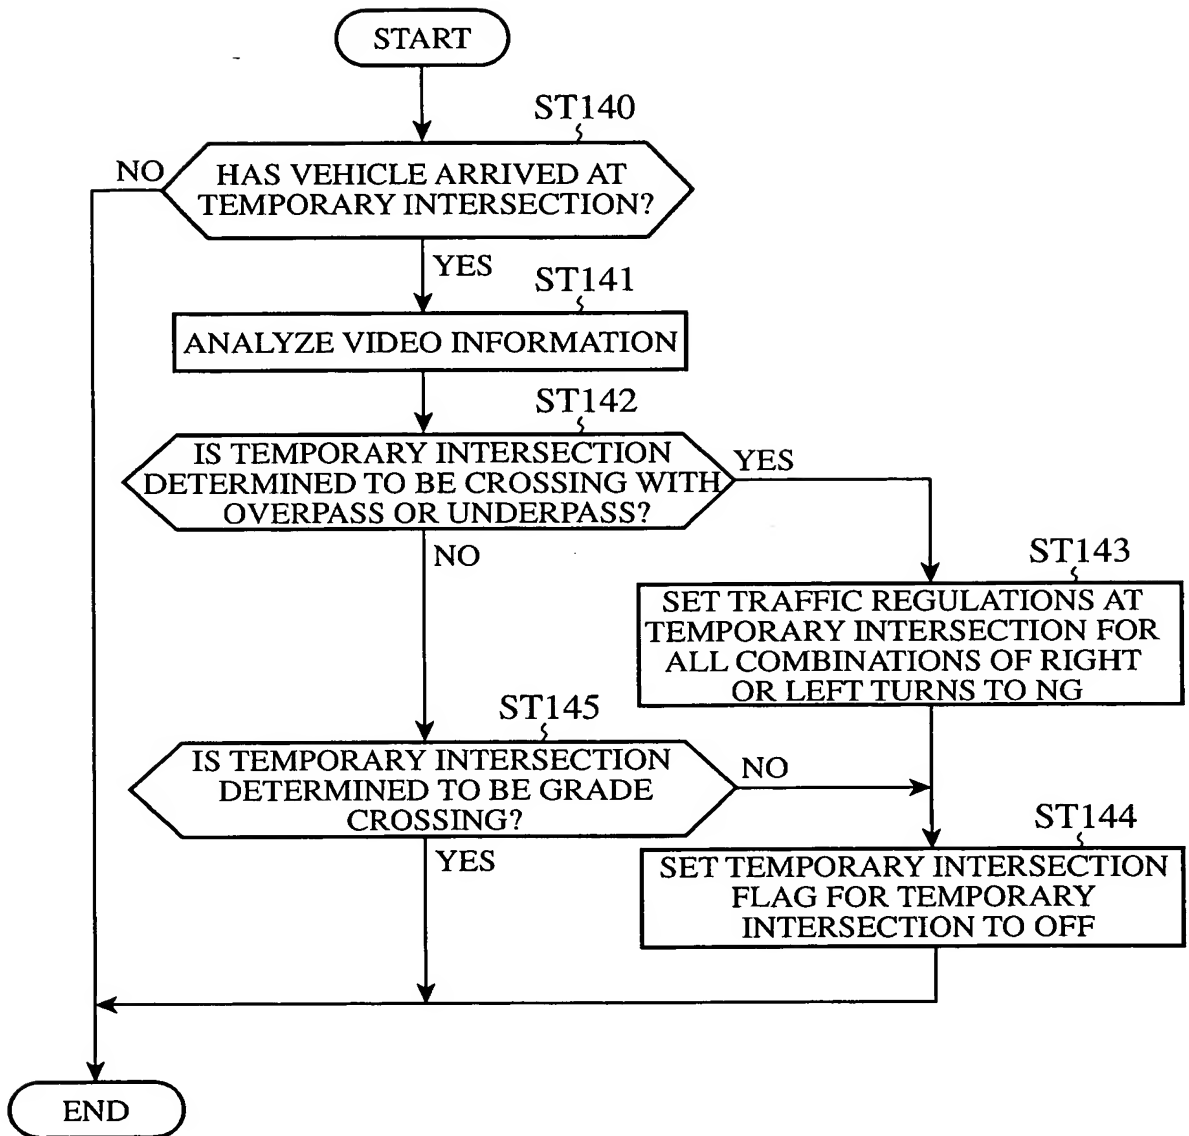 START
ST140
NO
HAS VEHICLE ARRIVED AT
TEMPORARY INTERSECTION?
YES
ST141
ANALYZE VIDEO INFORMATION
ST142
IS TEMPORARY INTERSECTION
DETERMINED TO BE CROSSING WITH
OVERPASS OR UNDERPASS?
YES
NO
ST143
SET TRAFFIC REGULATIONS AT
TEMPORARY INTERSECTION FOR
ALL COMBINATIONS OF RIGHT
OR LEFT TURNS TO NG
ST145
IS TEMPORARY INTERSECTION
DETERMINED TO BE GRADE
CROSSING?
NO
YES
ST144
SET TEMPORARY INTERSECTION
FLAG FOR TEMPORARY
INTERSECTION TO OFF
END